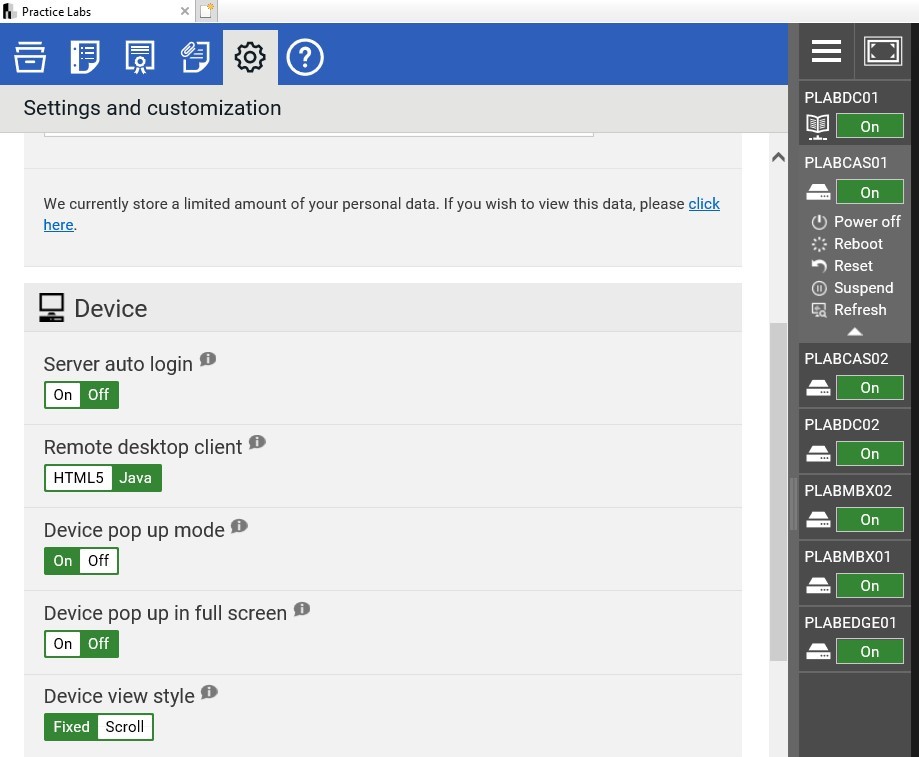 Practice Labs
Settings and customization
We currently store a limited amount of your personal data. If you wish to view this data, please click
here.
Device
Server auto login
On Off
Remote desktop client
HTML5 Java
Device pop up mode
On Off
Device pop up in full screen
On Off
Device view style
Fixed Scroll
PLABDC01
On
PLABCAS01
On
Power off
Reboot
Reset
Suspend
Refresh
PLABCAS02
On
PLABDC02
On
PLABMBX02
On
PLABMBX01
On
PLABEDGE01
On